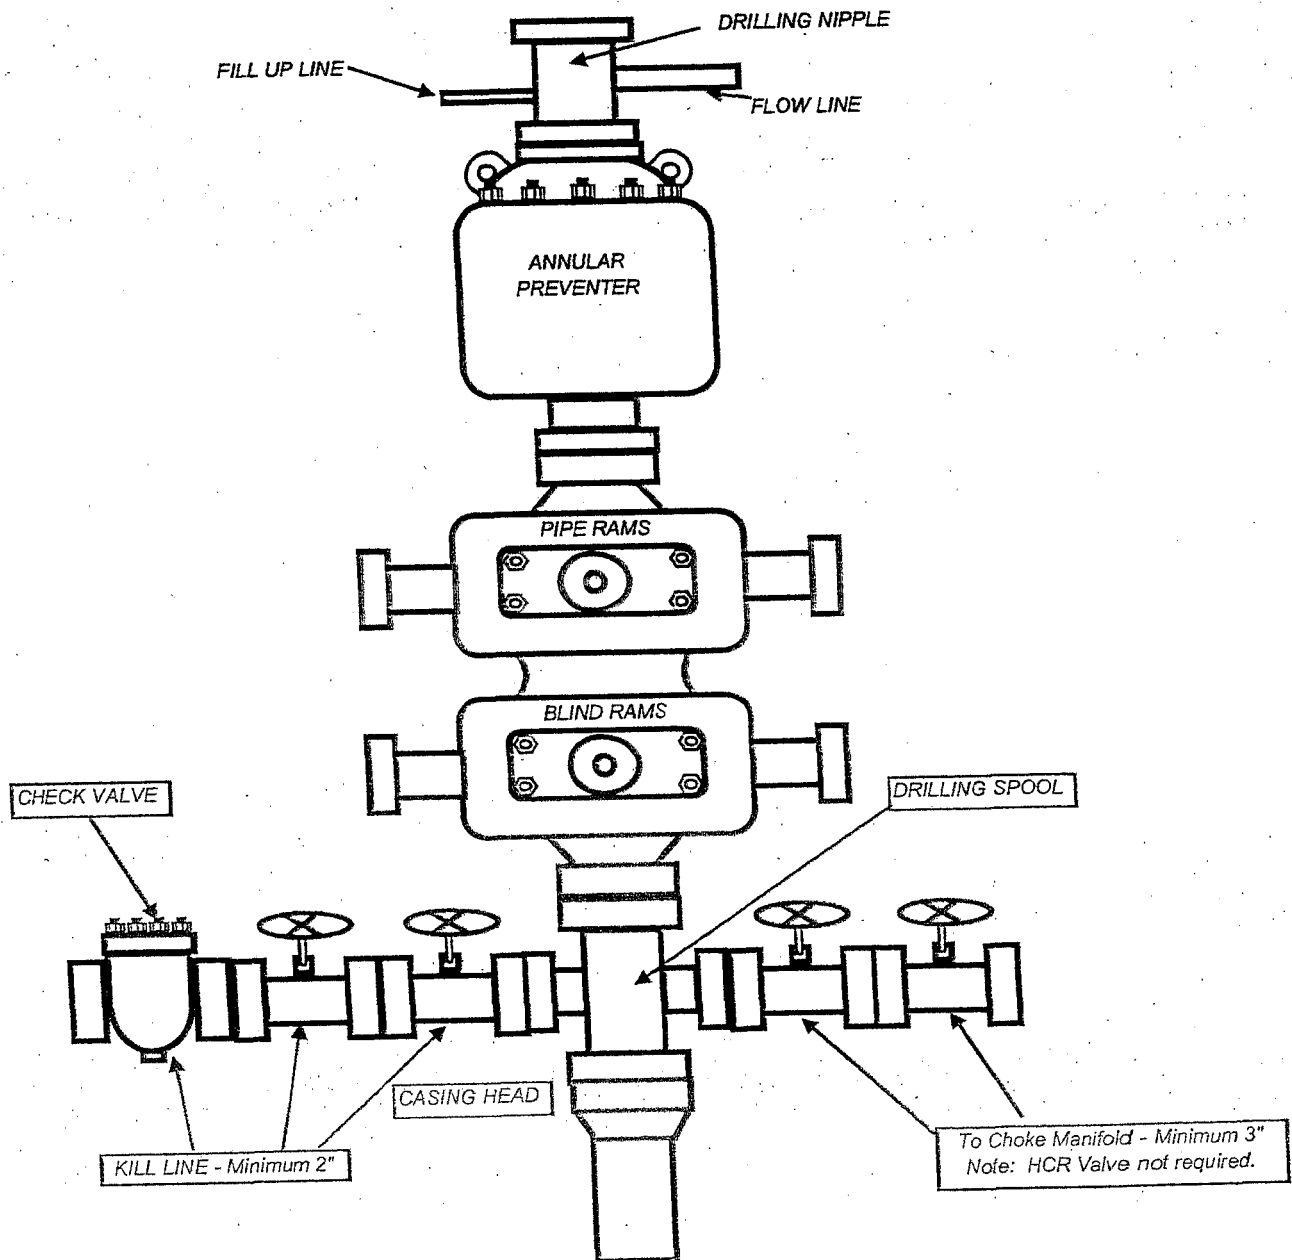 DRILLING NIPPLE
FILL UP LINE
FLOW LINE
ANNULAR
PREVENTER
PIPE RAMS
BLIND RAMS
CHECK VALVE
DRILLING SPOOL
CASING HEAD
KILL LINE - Minimum 2"
To Choke Manifold - Minimum 3"
Note: HCR Valve not required.